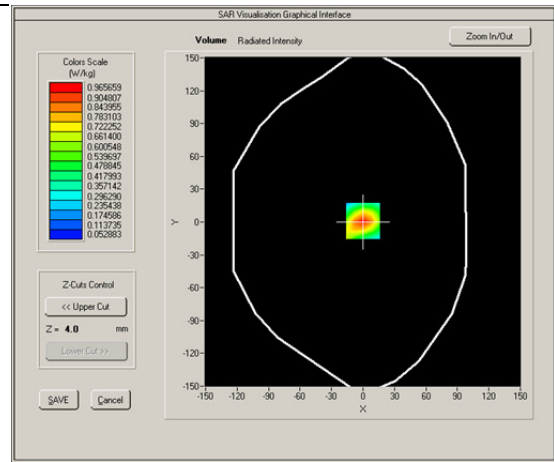 SAR Visualisation Graphical Interface
Volume Radiated Intensity
Zoom In/Out
Colors Scale
(W/kg)
0.965659
0.904807
0.843955
0.783103
0.722252
0.661400
0.600548
0.539697
0.478845
0.417993
0.357142
0.296290
0.235438
0.174586
0.113735
0.052883
150-
120-
90-
60-
30-
Y 0-
-30-
-60-
-90-
-120-
-150-
-150 -120 -90 -60 -30 0 30 60 90 120 150
X
Z-Cuts Control
<< Upper Cut
Z = 4.0 mm
Lower Cut >>
SAVE Cancel